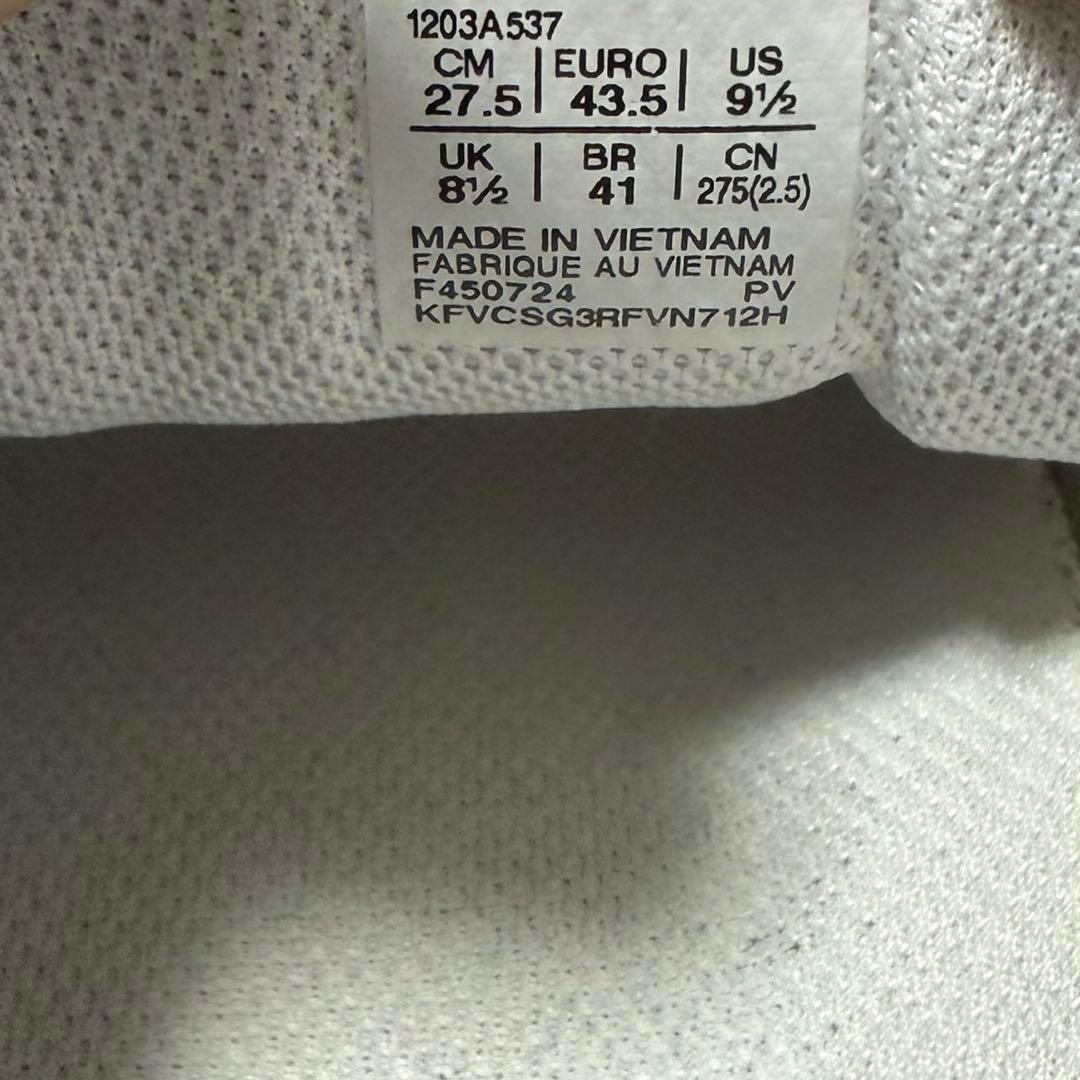 1203A537
CM | EURO | US
27.5 | 43.5 | 9½
UK | BR | CN
8½ | 41 | 275(2.5)
MADE IN VIETNAM
FABRIQUE AU VIETNAM
F450724 PV
KFVCSG3RFVN712H